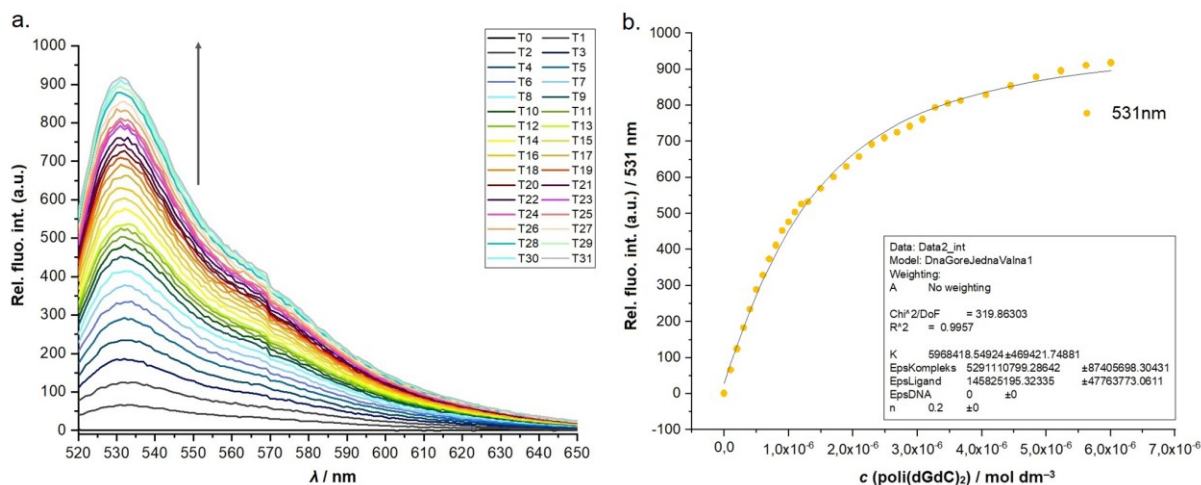 a.
Rel. fluo. int. (a.u.)
1000
900
800
700
600
500
400
300
200
100
0
520 530 540 550 560 570 580 590 600 610 620 630 640 650
λ / nm
T0 T1
T2 T3
T4 T5
T6 T7
T8 T9
T10 T11
T12 T13
T14 T15
T16 T17
T18 T19
T20 T21
T22 T23
T24 T25
T26 T27
T28 T29
T30 T31
b.
Rel. fluo. int. (a.u.) / 531 nm
1000
900
800
700
600
500
400
300
200
100
0
-100
0,0 1,0x10⁻⁶ 2,0x10⁻⁶ 3,0x10⁻⁶ 4,0x10⁻⁶ 5,0x10⁻⁶ 6,0x10⁻⁶ 7,0x10⁻⁶
c (poli(dGdC)₂) / mol dm⁻³
531nm
Data: Data2_int
Model: DnaGoreJednaValna1
Weighting:
A No weighting
Chi^2/DoF = 319.86303
R^2 = 0.9957
K 5968418.54924 ±469421.74881
EpsKompleks 5291110799.28642 ±87405698.30431
EpsLigand 145825195.32335 ±47763773.0611
EpsDNA 0 ±0
n 0.2 ±0